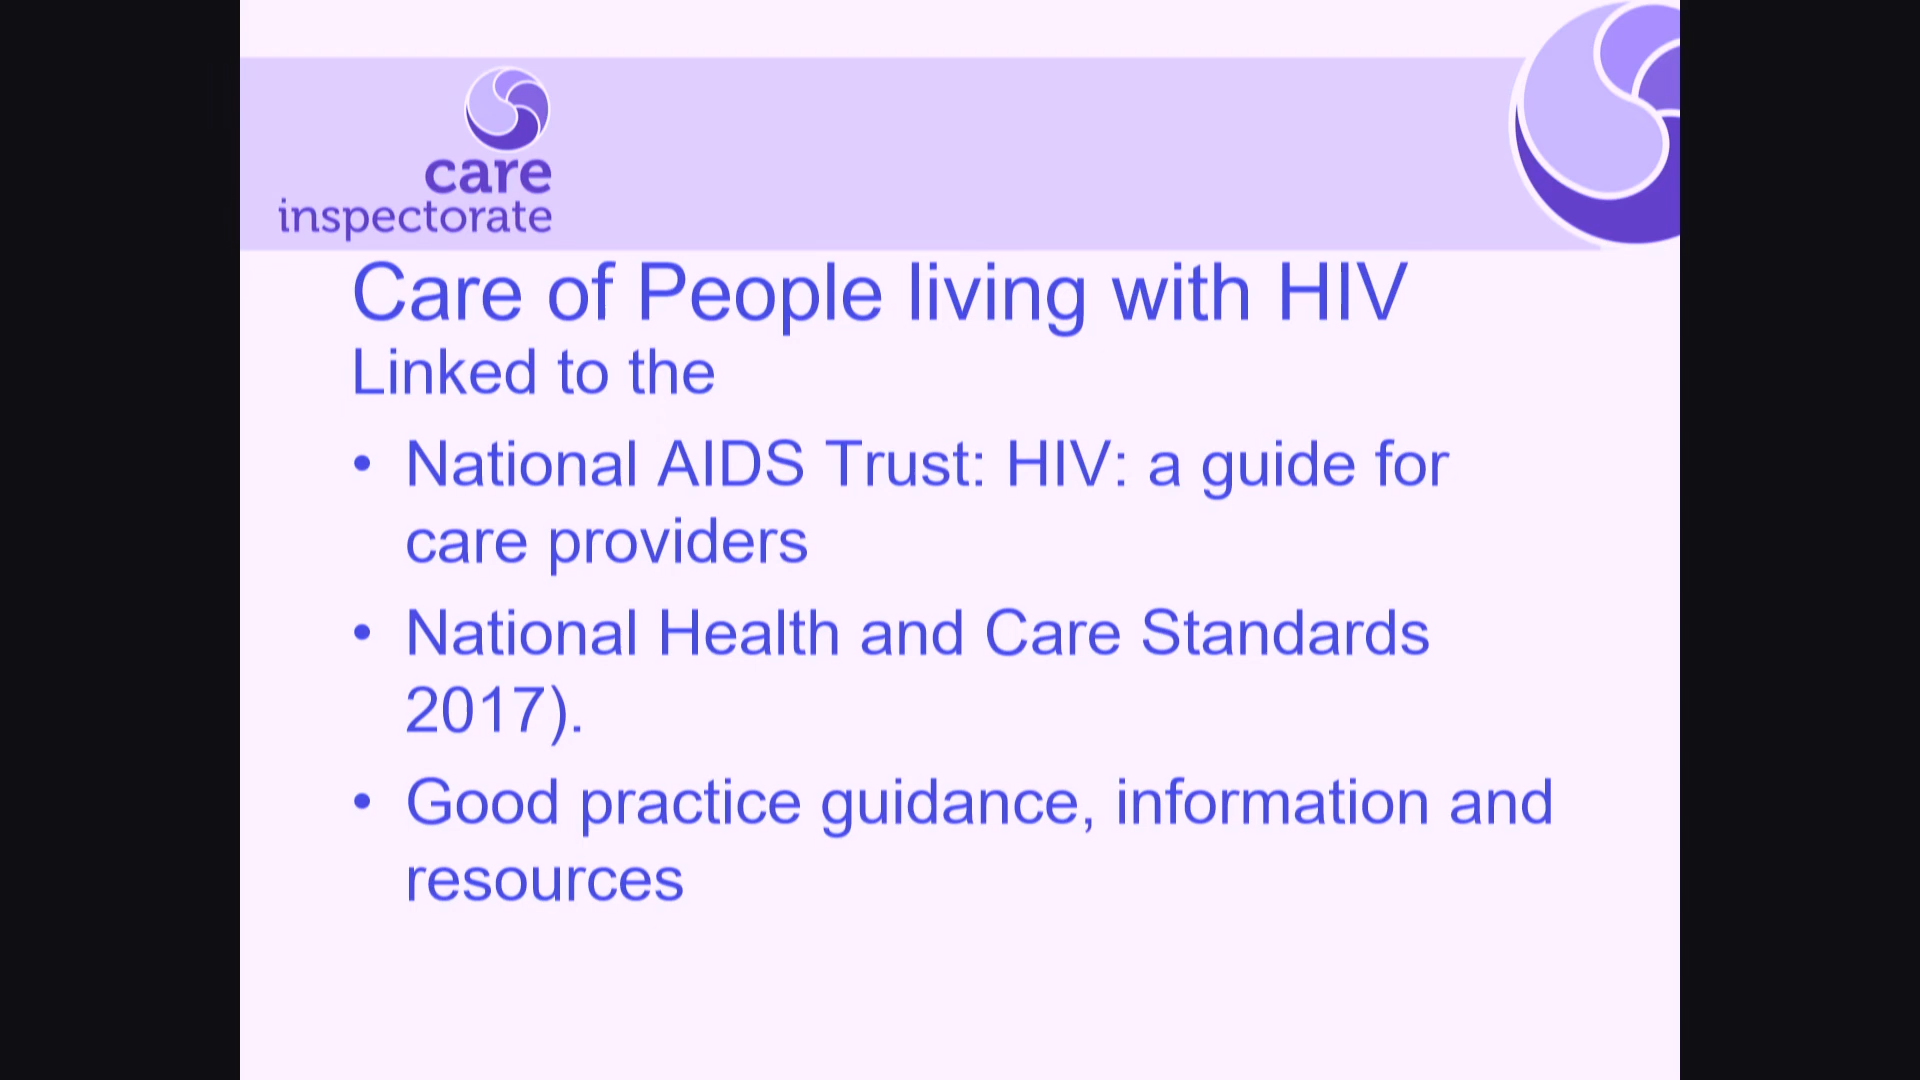 care
inspectorate
Care of People living with HIV
Linked to the
• National AIDS Trust: HIV: a guide for
care providers
• National Health and Care Standards
2017).
• Good practice guidance, information and
resources